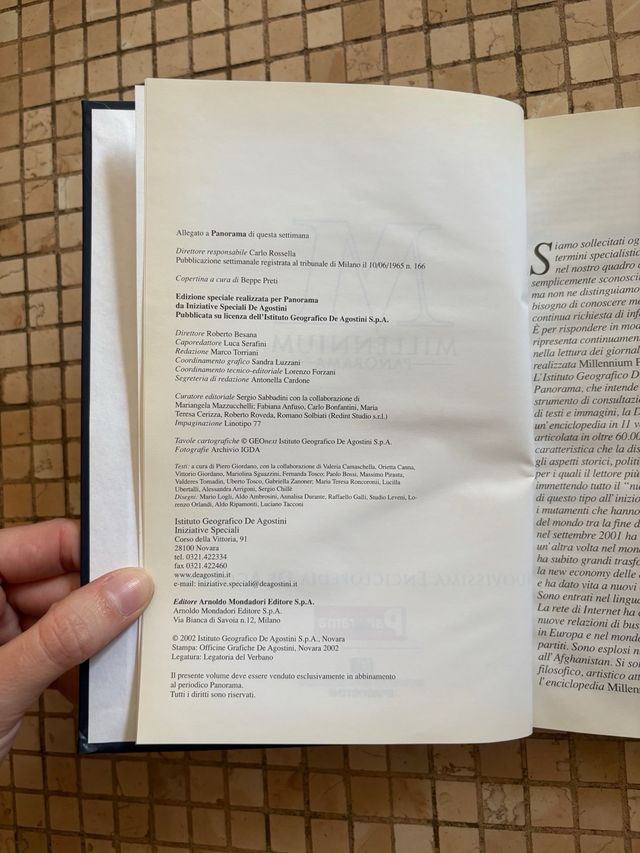 Allegato a Panorama di questa settimana
Direttore responsabile Carlo Rossella
Pubblicazione settimanale registrata al tribunale di Milano il 10/06/1965 n. 166
Copertina a cura di Beppe Preti
Edizione speciale realizzata per Panorama
da Iniziative Speciali De Agostini
Pubblicata su licenza dell'Istituto Geografico De Agostini S.p.A.
Direttore Roberto Besana
Caporedattore Luca Serafini
Redazione Marco Torriani
Coordinamento grafico Sandra Luzzani
Coordinamento tecnico-editoriale Lorenzo Forzani
Segreteria di redazione Antonella Cardone
Curatore editoriale Sergio Sabbadini con la collaborazione di
Mariangela Mazzucchelli; Fabiana Anfuso, Carlo Bonfantini, Maria
Teresa Cerizza, Roberto Roveda, Romano Solbiati (Redint Studio s.r.l.)
Impaginazione Linotipo 77
Tavole cartografiche © GEOnext Istituto Geografico De Agostini S.p.A.
Fotografie Archivio IGDA
Testi: a cura di Piero Giordano, con la collaborazione di Valeria Camaschella, Orietta Canna,
Vittorio Giordano, Mariolina Sguazzini, Fernanda Tosco; Paolo Bossi, Massimo Pirasta,
Valderes Tomadin, Uberto Tosco, Gabriella Zanoner; Maria Teresa Roncoroni, Lucilla
Ubertalli, Alessandra Arrigoni, Sergio Chillè
Disegni: Mario Logli, Aldo Ambrosini, Annalisa Durante, Raffaello Galli, Studio Leveni, Lo-
renzo Orlandi, Aldo Ripamonti, Luciano Tacconi
Istituto Geografico De Agostini
Iniziative Speciali
Corso della Vittoria, 91
28100 Novara
tel. 0321.424334
fax 0321.422460
www.deagostini.it
e-mail: iniziative.speciali@deagostini.it
Editore Arnoldo Mondadori Editore S.p.A.
Arnoldo Mondadori Editore S.p.A.
Via Bianca di Savoia n.12, Milano
© 2002 Istituto Geografico De Agostini S.p.A., Novara
Stampa: Officine Grafiche De Agostini, Novara 2002
Legatura: Legatoria del Verbano
Il presente volume deve essere venduto esclusivamente in abbinamento
al periodico Panorama.
Tutti i diritti sono riservati.
Siamo sollecitati og
termini specialistic
nel nostro quadro d
semplicemente sconosciu
ma non ne distinguiamo
bisogno di conoscere m
continua richiesta di inf
È per rispondere in mod
ripresenta continuamen
nella lettura dei giornal
realizzata Millennium P
L'Istituto Geografico D
Panorama, che intende
strumento di consultazio
di testi e immagini, la D
un'enciclopedia in 11 v
articolata in oltre 60.00
caratteristica che la dis
gli aspetti storici, politi
per i quali il lettore più
immettendo tutto il "nu
di questo tipo all'inizio
i mutamenti che hanno
del mondo tra la fine d
nel settembre 2001 ha
un'altra volta nel mond
ha subito grandi trasfo
la new economy delle a
e ha dato vita a nuovi
Sono entrati nel lingua
La rete di Internet ha c
nuove relazioni di bus
in Europa e nel mondo
partiti. Sono esplosi n
all'Afghanistan. Si son
filosofico, artistico att
l'enciclopedia Millen